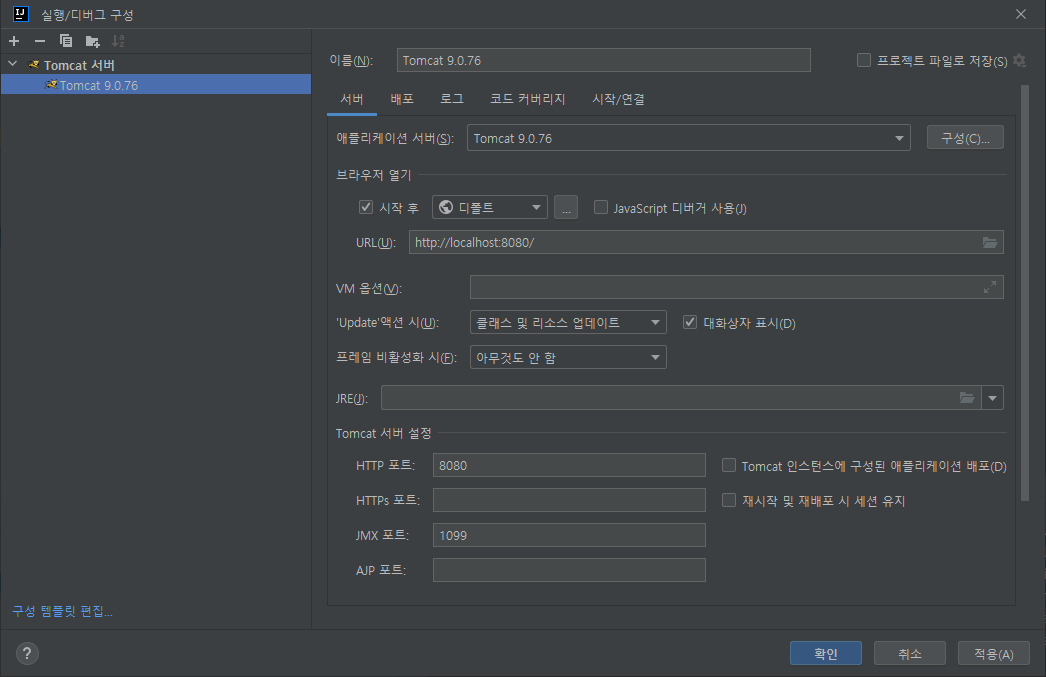 실행/디버그 구성
Tomcat 서버
Tomcat 9.0.76
구성 템플릿 편집...
이름(N):
Tomcat 9.0.76
프로젝트 파일로 저장(S)
서버 배포 로그 코드 커버리지 시작/연결
애플리케이션 서버(S): Tomcat 9.0.76 구성(C)...
브라우저 열기
시작 후 디폴트 ... JavaScript 디버거 사용(J)
URL(U): http://localhost:8080/
VM 옵션(V):
'Update'액션 시(U): 클래스 및 리소스 업데이트 대화상자 표시(D)
프레임 비활성화 시(F): 아무것도 안 함
JRE(J):
Tomcat 서버 설정
HTTP 포트: 8080 Tomcat 인스턴스에 구성된 애플리케이션 배포(D)
HTTPs 포트: 재시작 및 재배포 시 세션 유지
JMX 포트: 1099
AJP 포트:
? 확인 취소 적용(A)